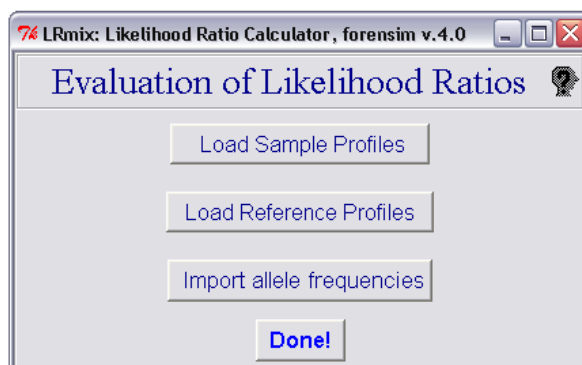 LRmix: Likelihood Ratio Calculator, forensim v.4.0
Evaluation of Likelihood Ratios
Load Sample Profiles
Load Reference Profiles
Import allele frequencies
Done!